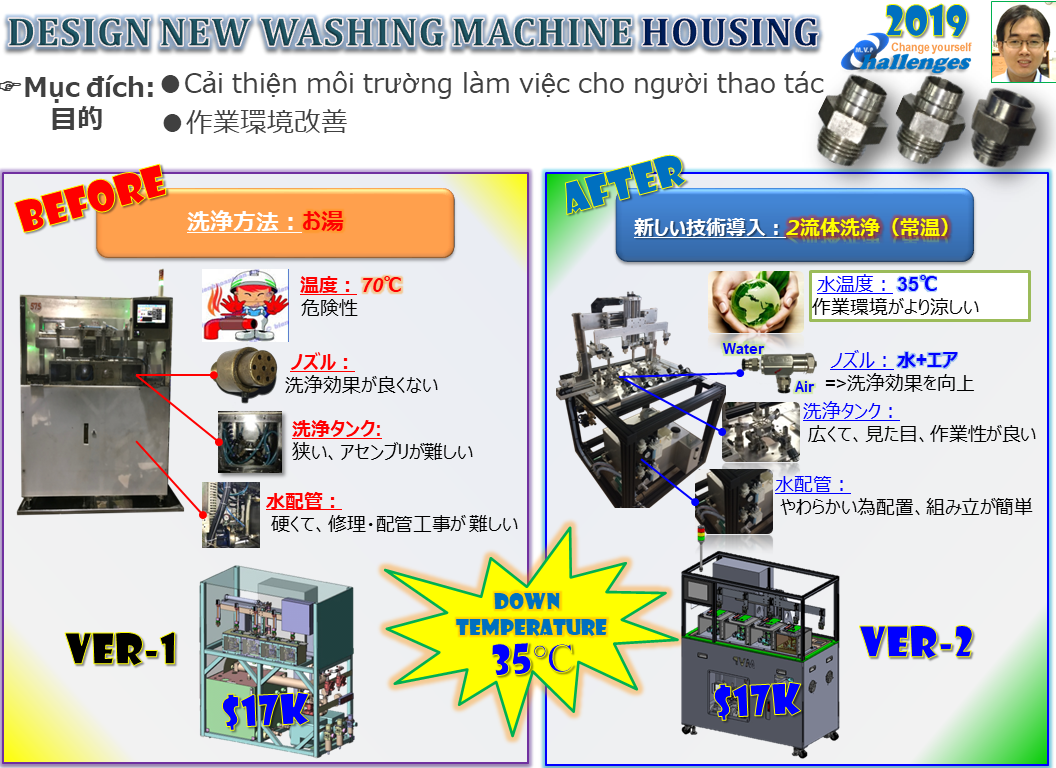 DESIGN NEW WASHING MACHINE HOUSING
2019
M.V.P
Change yourself
Challenges
☞Mục đích: ●Cải thiện môi trường làm việc cho người thao tác
目的 ●作業環境改善
BEFORE
洗浄方法：お湯
温度： 70℃
危険性
ノズル：
洗浄効果が良くない
洗浄タンク:
狭い、アセンブリが難しい
水配管：
硬くて、修理・配管工事が難しい
VER-1
$17K
DOWN
TEMPERATURE
35℃
AFTER
新しい技術導入：2流体洗浄（常温）
水温度： 35℃
作業環境がより涼しい
Water
Air
ノズル：水+エア
=>洗浄効果を向上
洗浄タンク：
広くて、見た目、作業性が良い
水配管：
やわらかい為配置、組み立が簡単
VER-2
$17K